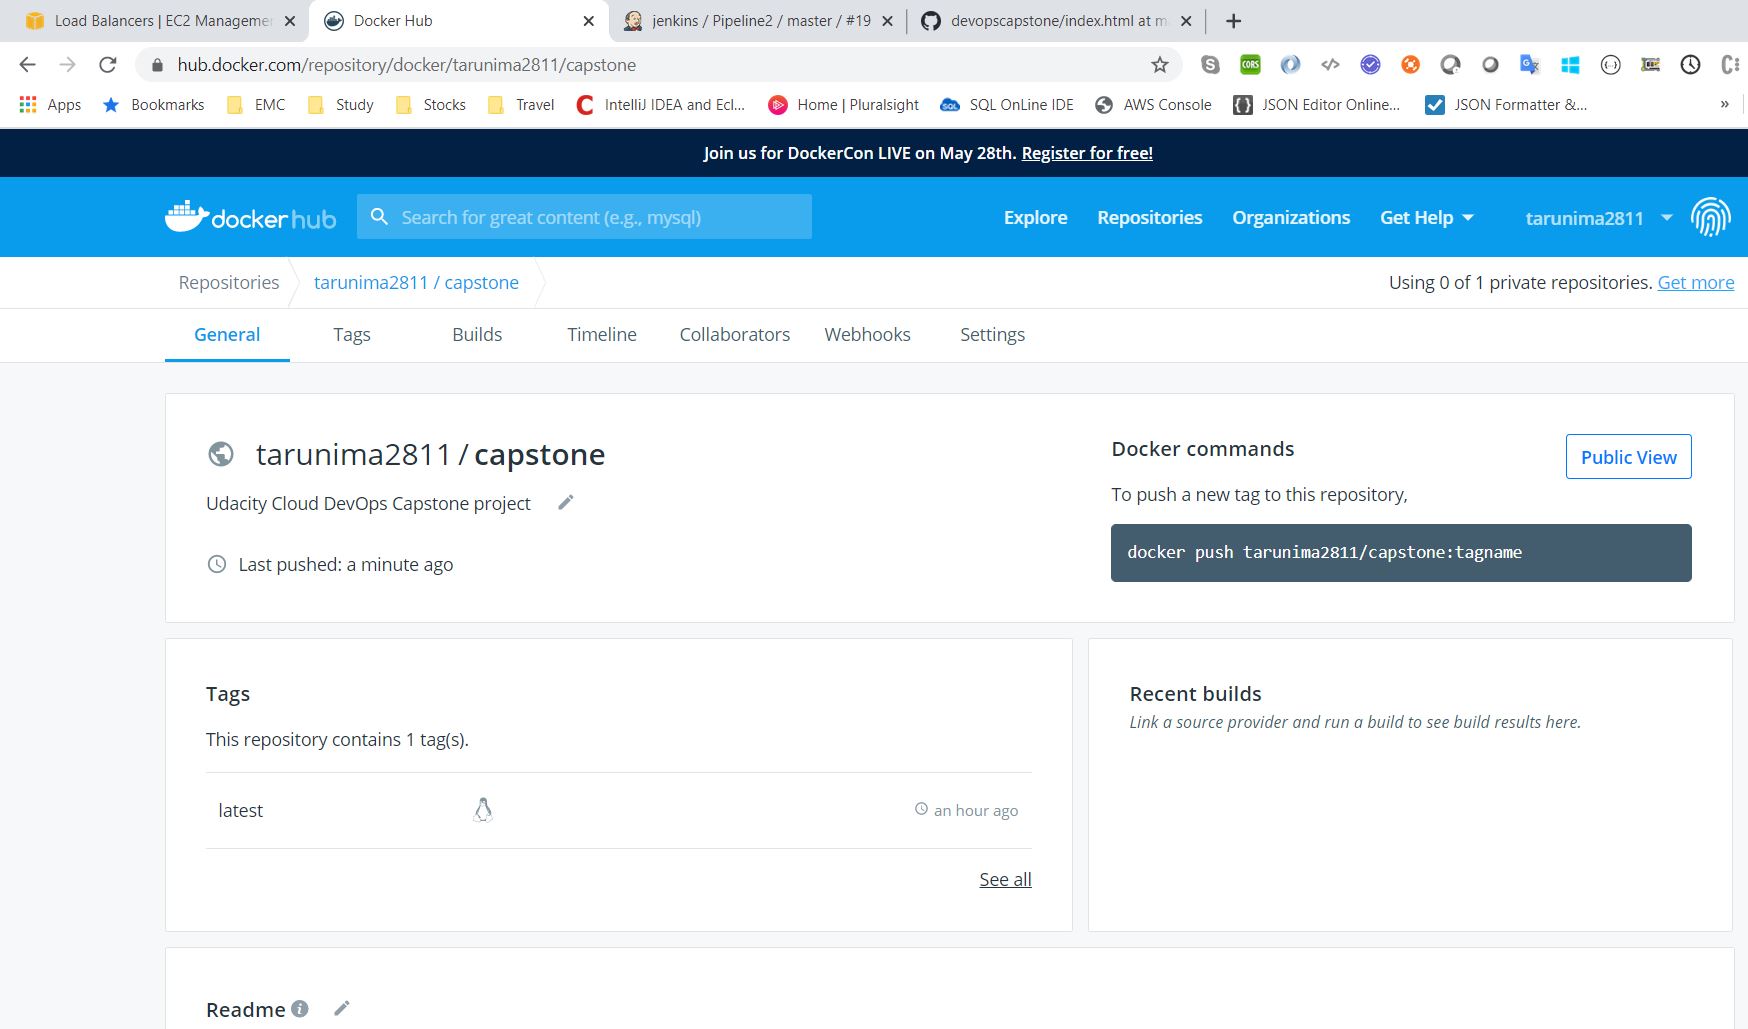 Load Balancers | EC2 Managemer
Docker Hub
jenkins / Pipeline2 / master / #19
devopscapstone/index.html at m
hub.docker.com/repository/docker/tarunima2811/capstone
Apps Bookmarks EMC Study Stocks Travel IntelliJ IDEA and Ecl... Home | Pluralsight SQL OnLine IDE AWS Console JSON Editor Online... JSON Formatter &... »
Join us for DockerCon LIVE on May 28th. Register for free!
docker hub
Search for great content (e.g., mysql)
Explore Repositories Organizations Get Help tarunima2811
Repositories tarunima2811 / capstone
Using 0 of 1 private repositories. Get more
General Tags Builds Timeline Collaborators Webhooks Settings
tarunima2811 / capstone
Udacity Cloud DevOps Capstone project
Last pushed: a minute ago
Docker commands
Public View
To push a new tag to this repository,
docker push tarunima2811/capstone:tagname
Tags
This repository contains 1 tag(s).
latest
an hour ago
See all
Recent builds
Link a source provider and run a build to see build results here.
Readme